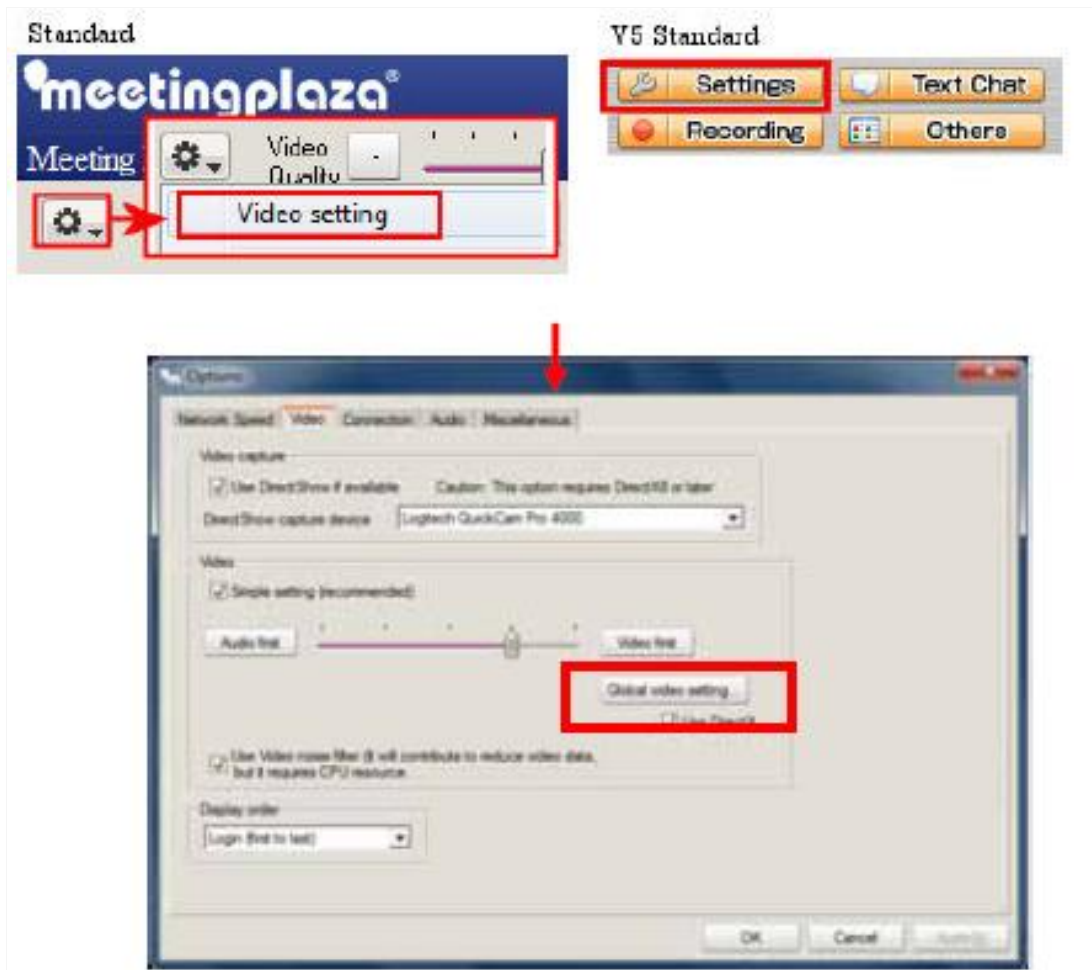 Standard
meetingplaza®
Meeting
Video
Quality
Video setting
V5 Standard
Settings
Text Chat
Recording
Others
Options
Network Speed Video Connection Audio Miscellaneous
Video capture
Use DirectShow if available Caution: This option requires DirectX8 or later
DirectShow capture device Logitech QuickCam Pro 4000
Video
Simple setting (recommended)
Audio first Video first
Global video setting
Use DirectX
Use Video noise filter (It will contribute to reduce video data,
but it requires CPU resource.
Display order
Login (first to last)
OK Cancel